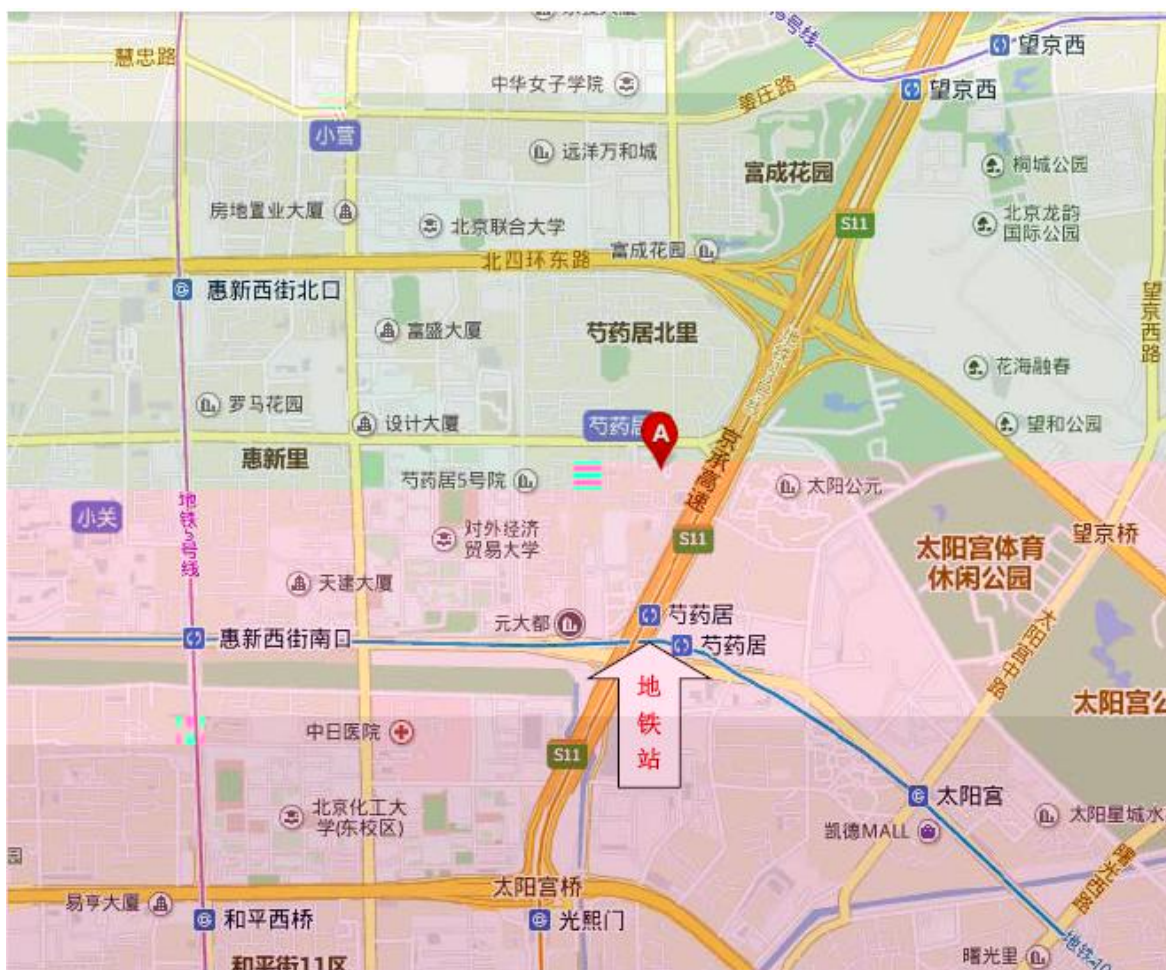 慧忠路
望京西
中华女子学院
姜庄路
望京西
小营
远洋万和城
富成花园
桐城公园
房地置业大厦
北京联合大学
S11
北京龙韵
国际公园
富成花园
北四环东路
惠新西街北口
望京西路
富盛大厦
芍药居北里
花海融春
罗马花园
设计大厦
芍药居
A
望和公园
惠新里
京承高速
芍药居5号院
太阳公元
小关
地铁5号线
对外经济
贸易大学
S11
太阳宫体育
休闲公园
望京桥
天建大厦
元大都
芍药居
惠新西街南口
芍药居
太阳宫中路
地
铁
站
太阳宫公
中日医院
S11
太阳宫
北京化工大
学(东校区)
凯德MALL
太阳星城水
园
太阳宫桥
曙光西路
易亨大厦
和平西桥
光熙门
和平街11区
曙光里
地铁10